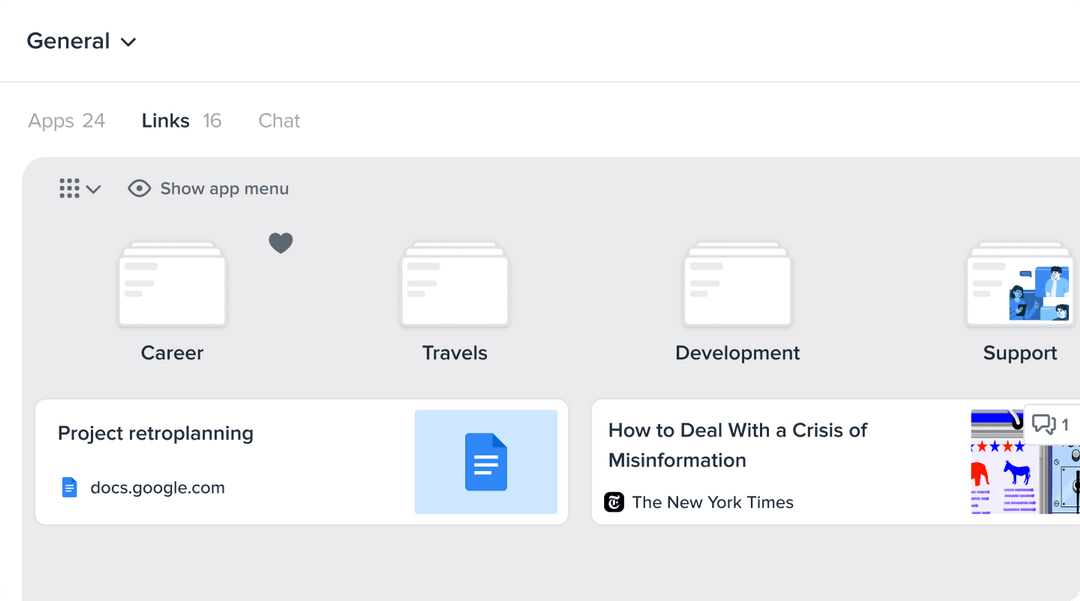 General
Apps 24 Links 16 Chat
Show app menu
Career Travels Development Support
Project retroplanning
docs.google.com
How to Deal With a Crisis of
Misinformation
The New York Times
1